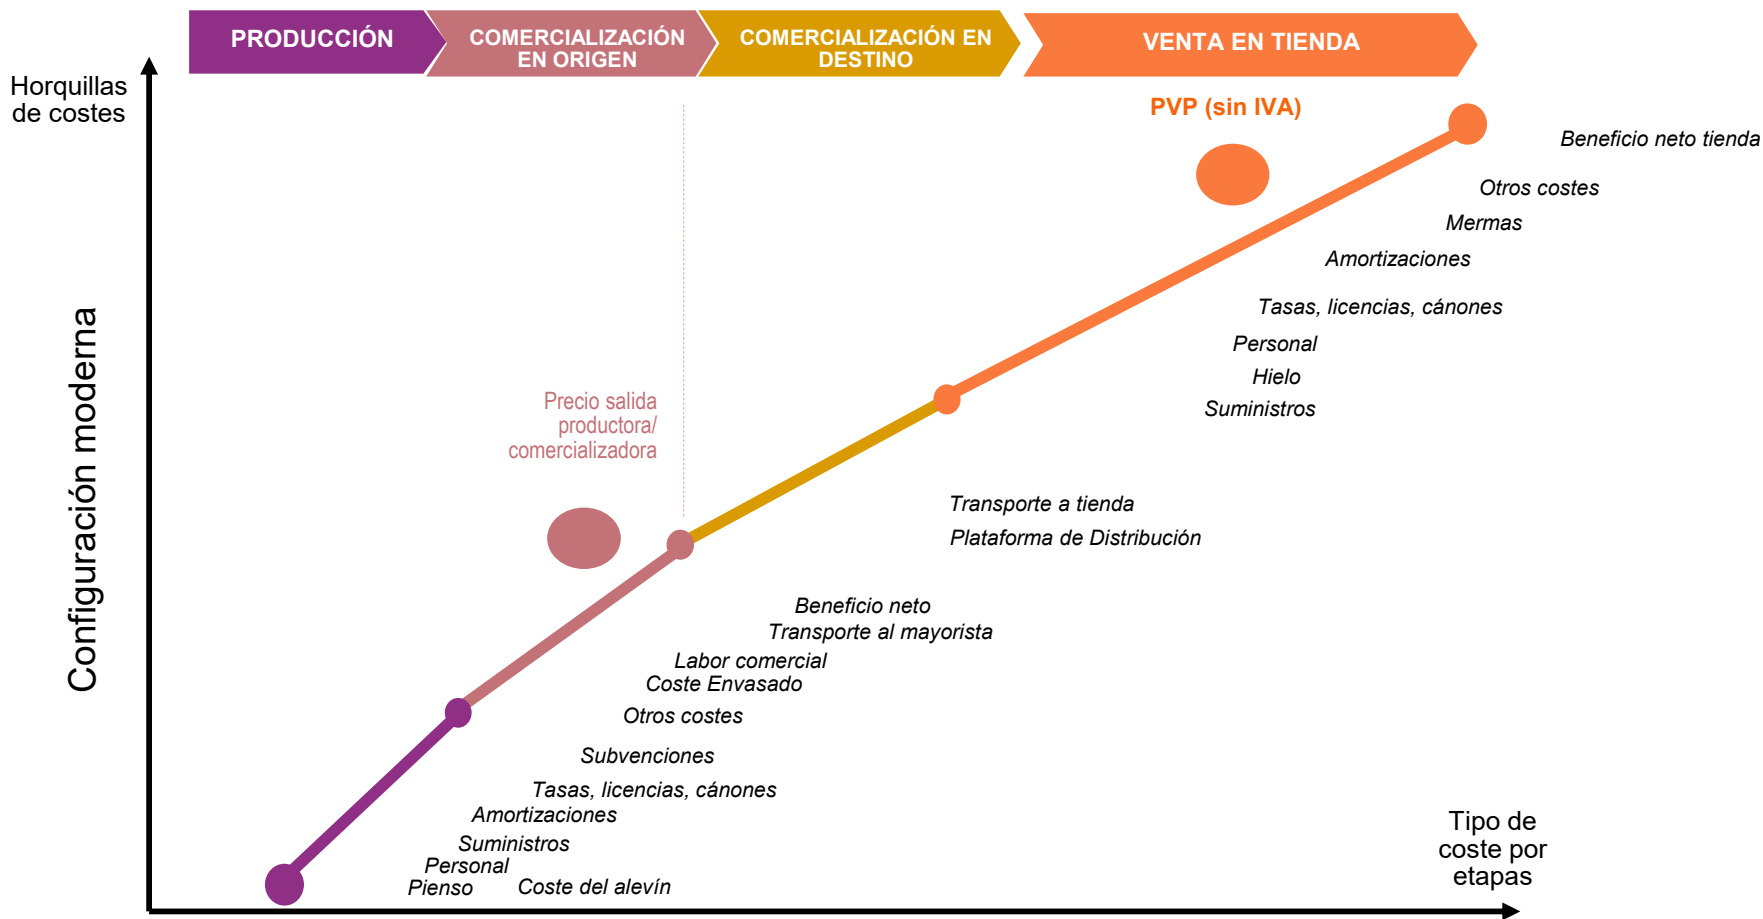 PRODUCCIÓN
COMERCIALIZACIÓN
EN ORIGEN
COMERCIALIZACIÓN EN
DESTINO
VENTA EN TIENDA
Horquillas
de costes
PVP (sin IVA)
Beneficio neto tienda
Otros costes
Mermas
Amortizaciones
Tasas, licencias, cánones
Personal
Hielo
Suministros
Configuración moderna
Precio salida
productora/
comercializadora
Transporte a tienda
Plataforma de Distribución
Beneficio neto
Transporte al mayorista
Labor comercial
Coste Envasado
Otros costes
Subvenciones
Tasas, licencias, cánones
Amortizaciones
Suministros
Personal
Pienso
Coste del alevín
Tipo de
coste por
etapas